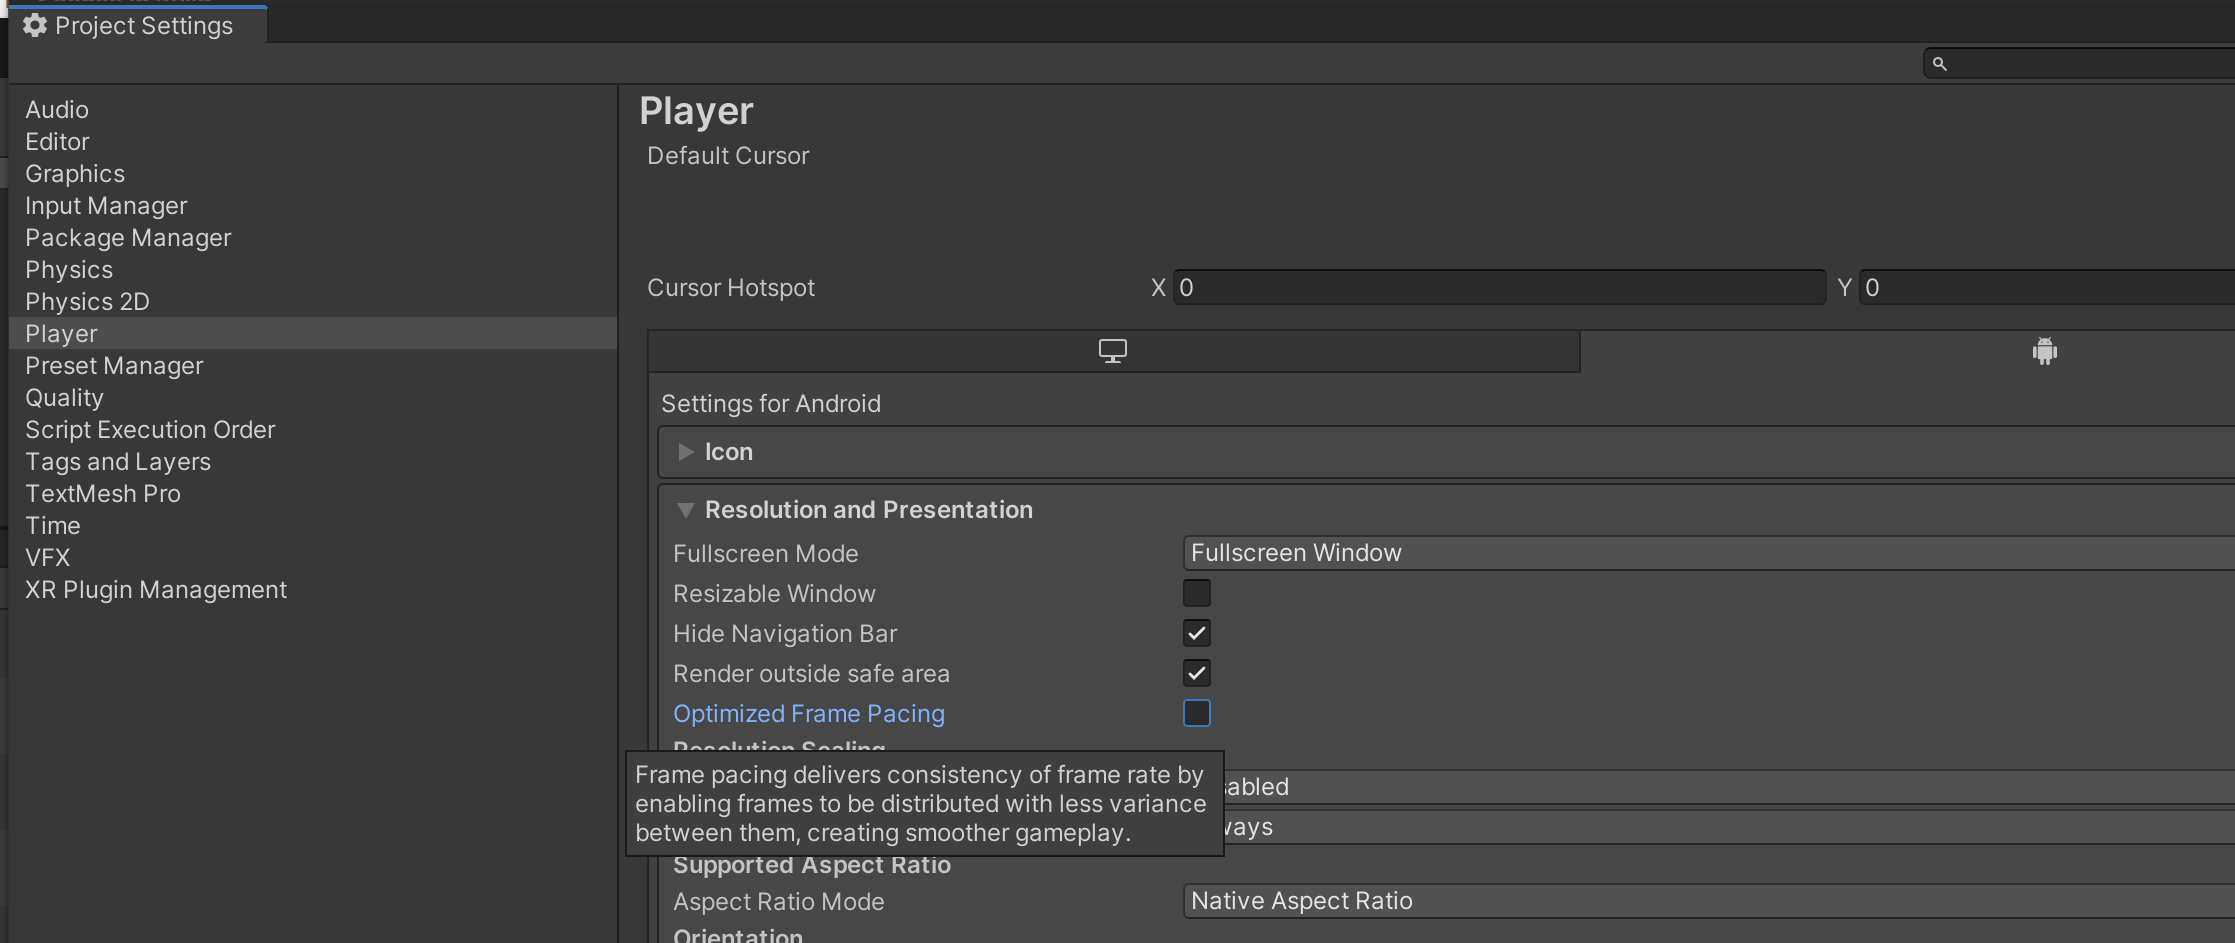 Project Settings
Audio
Editor
Graphics
Input Manager
Package Manager
Physics
Physics 2D
Player
Preset Manager
Quality
Script Execution Order
Tags and Layers
TextMesh Pro
Time
VFX
XR Plugin Management
Player
Default Cursor
Cursor Hotspot X 0 Y 0
Settings for Android
Icon
Resolution and Presentation
Fullscreen Mode Fullscreen Window
Resizable Window
Hide Navigation Bar
Render outside safe area
Optimized Frame Pacing
Resolution Scaling
Frame pacing delivers consistency of frame rate by
enabling frames to be distributed with less variance
between them, creating smoother gameplay.
abled
ways
Supported Aspect Ratio
Aspect Ratio Mode Native Aspect Ratio
Orientation